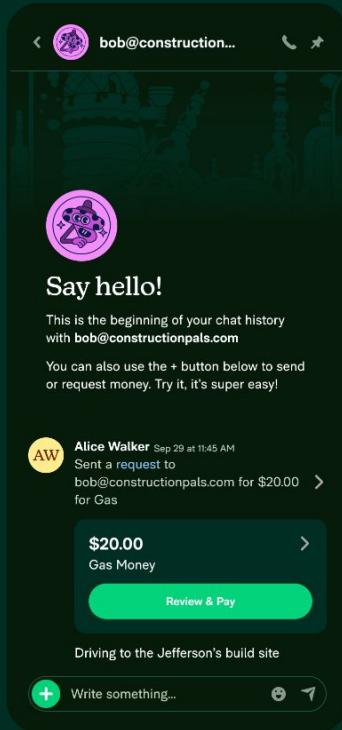 bob@construction...
Say hello!
This is the beginning of your chat history
with bob@constructionpals.com
You can also use the + button below to send
or request money. Try it, it's super easy!
AW
Alice Walker Sep 29 at 11:45 AM
Sent a request to
bob@constructionpals.com for $20.00
for Gas
$20.00
Gas Money
Review & Pay
Driving to the Jefferson's build site
Write something...